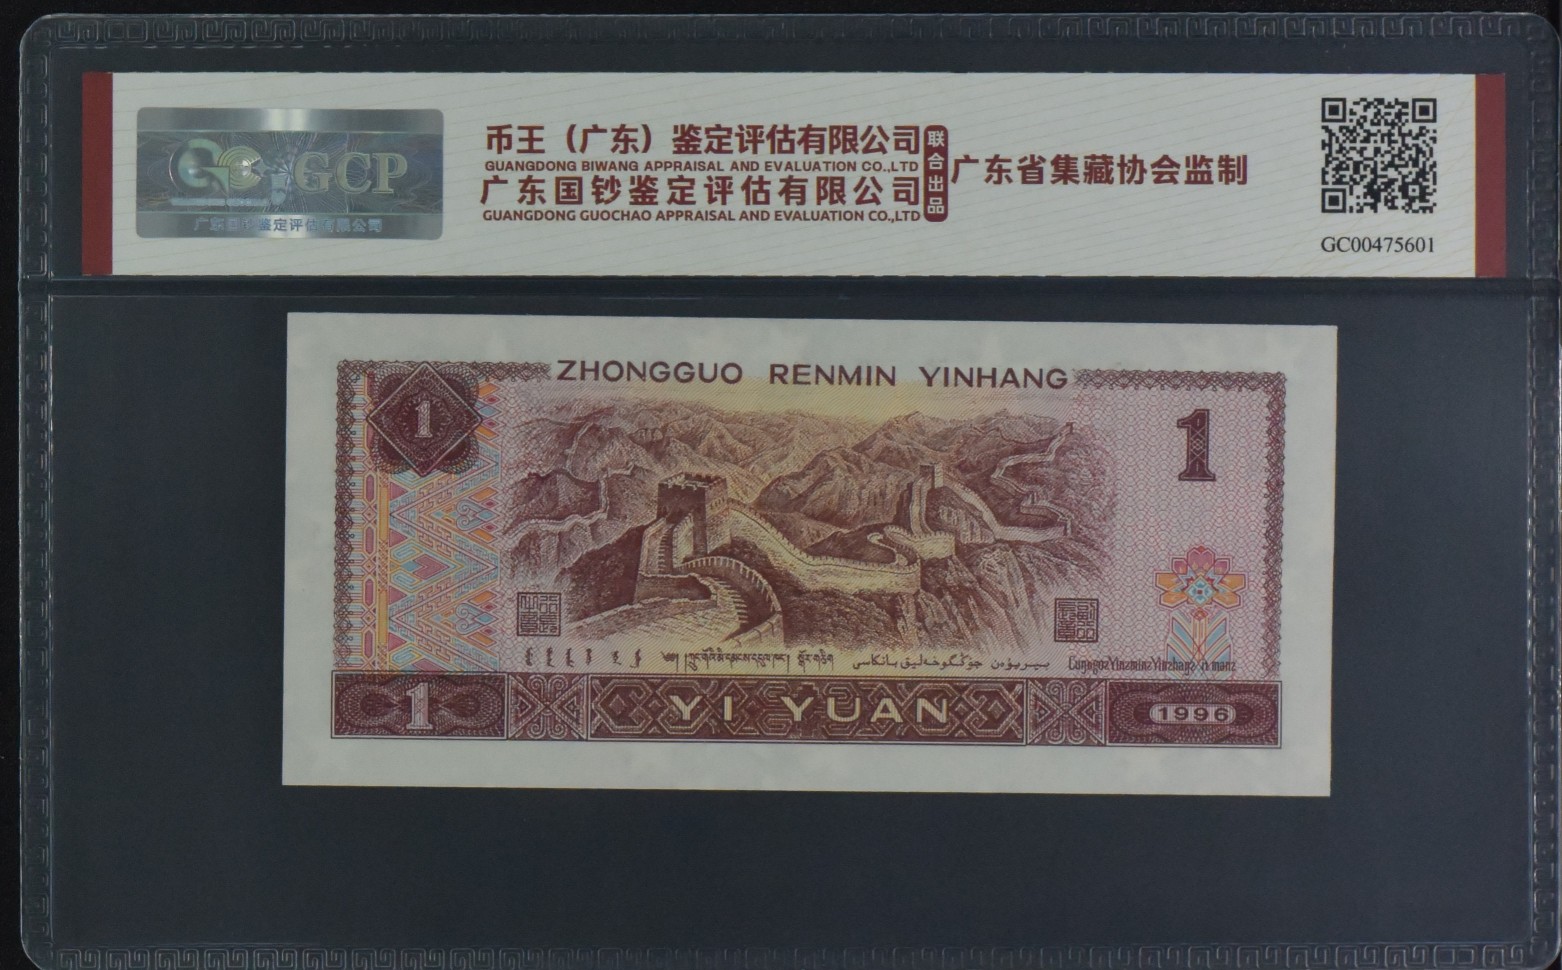 GCP
币王（广东）鉴定评估有限公司
GUANGDONG BIWANG APPRAISAL AND EVALUATION CO.,LTD
广东国钞鉴定评估有限公司
GUANGDONG GUOCHAO APPRAISAL AND EVALUATION CO.,LTD
联合出品
广东省集藏协会监制
广东国钞鉴定评估有限公司
GC00475601
ZHONGGUO RENMIN YINHANG
1
1
1
YI YUAN
1996